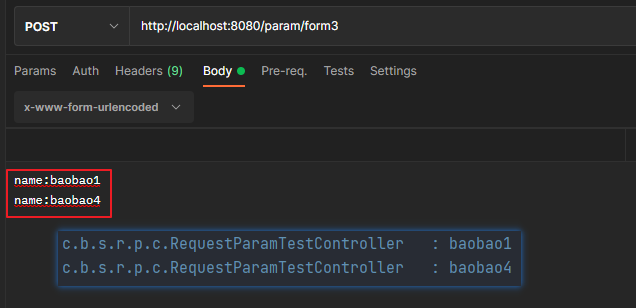 POST http://localhost:8080/param/form3
Params Auth Headers (9) Body Pre-req. Tests Settings
x-www-form-urlencoded
name:baobao1
name:baobao4
c.b.s.r.p.c.RequestParamTestController : baobao1
c.b.s.r.p.c.RequestParamTestController : baobao4